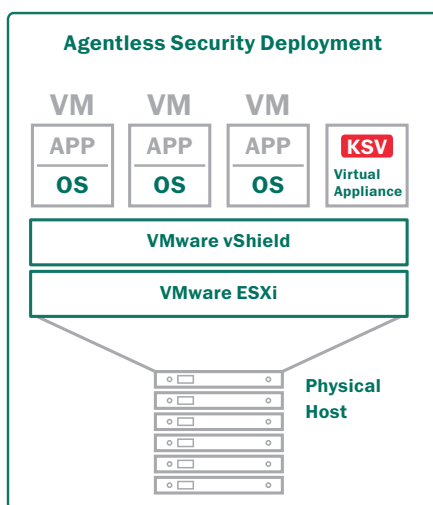 Agentless Security Deployment
VM VM VM
APP APP APP KSV
OS OS OS Virtual
Appliance
VMware vShield
VMware ESXi
Physical
Host